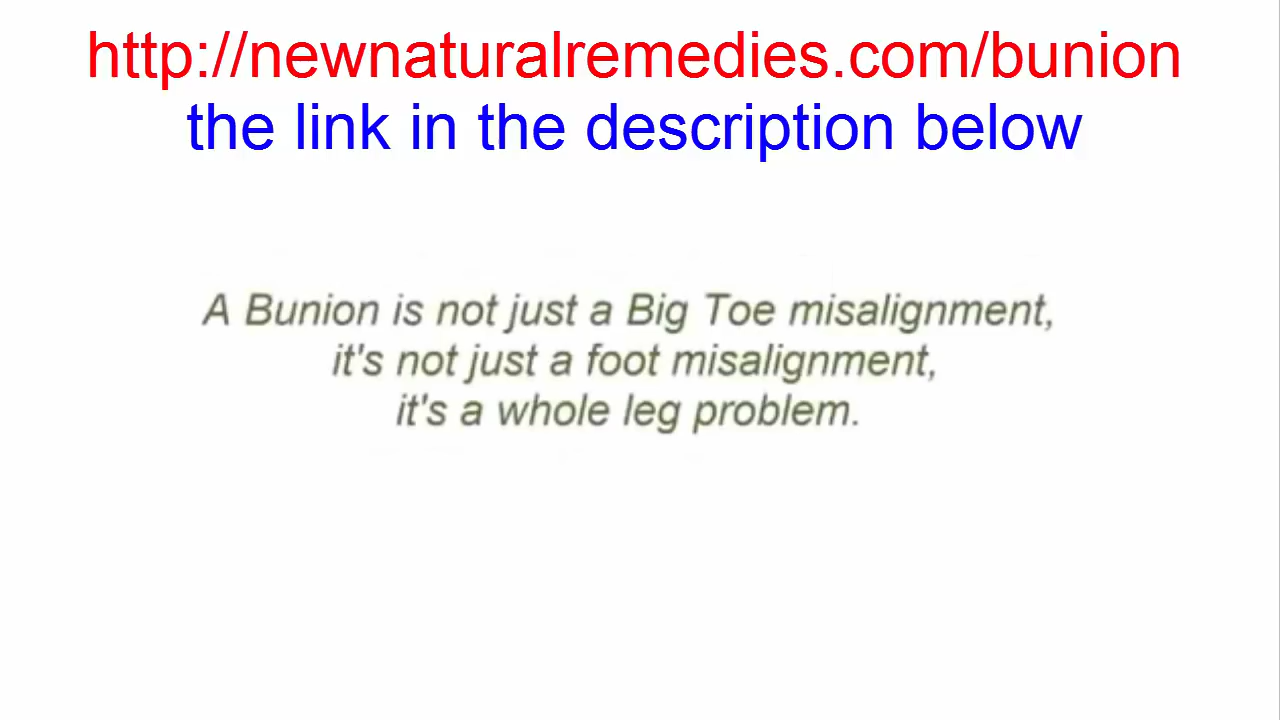 http://newnaturalremedies.com/bunion
the link in the description below
A Bunion is not just a Big Toe misalignment,
it's not just a foot misalignment,
it's a whole leg problem.